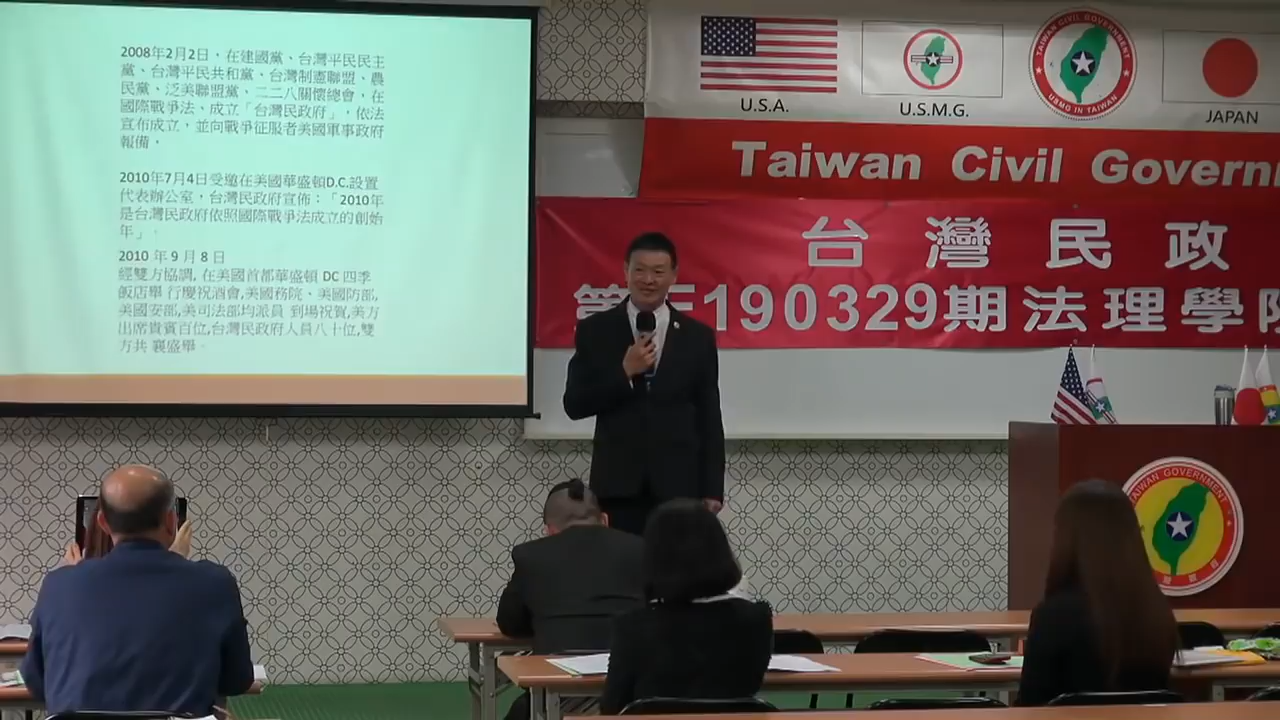 2008年2月2日，在建國黨、台灣平民民主
黨、台灣平民共和黨、台灣制憲聯盟、農
民黨、泛美聯盟黨、二二八關懷總會，在
國際戰爭法、成立「台灣民政府」，依法
宣布成立，並向戰爭征服者美國軍事政府
報備，
2010年7月4日受邀在美國華盛頓D.C.設置
代表辦公室，台灣民政府宣佈：「2010年
是台灣民政府依照國際戰爭法成立的創始
年」。
2010 年 9 月 8 日
經雙方協調, 在美國首都華盛頓 DC 四季
飯店舉 行慶祝酒會,美國務院、美國防部,
美國安部,美司法部均派員 到場祝賀,美方
出席貴賓百位,台灣民政府人員八十位,雙
方共 襄盛舉。
U.S.A.
U.S.M.G.
TAIWAN CIVIL GOVERNMENT
USMG IN TAIWAN
JAPAN
Taiwan Civil Governm
台灣民政
第 190329期法理學院
TAIWAN GOVERNMENT